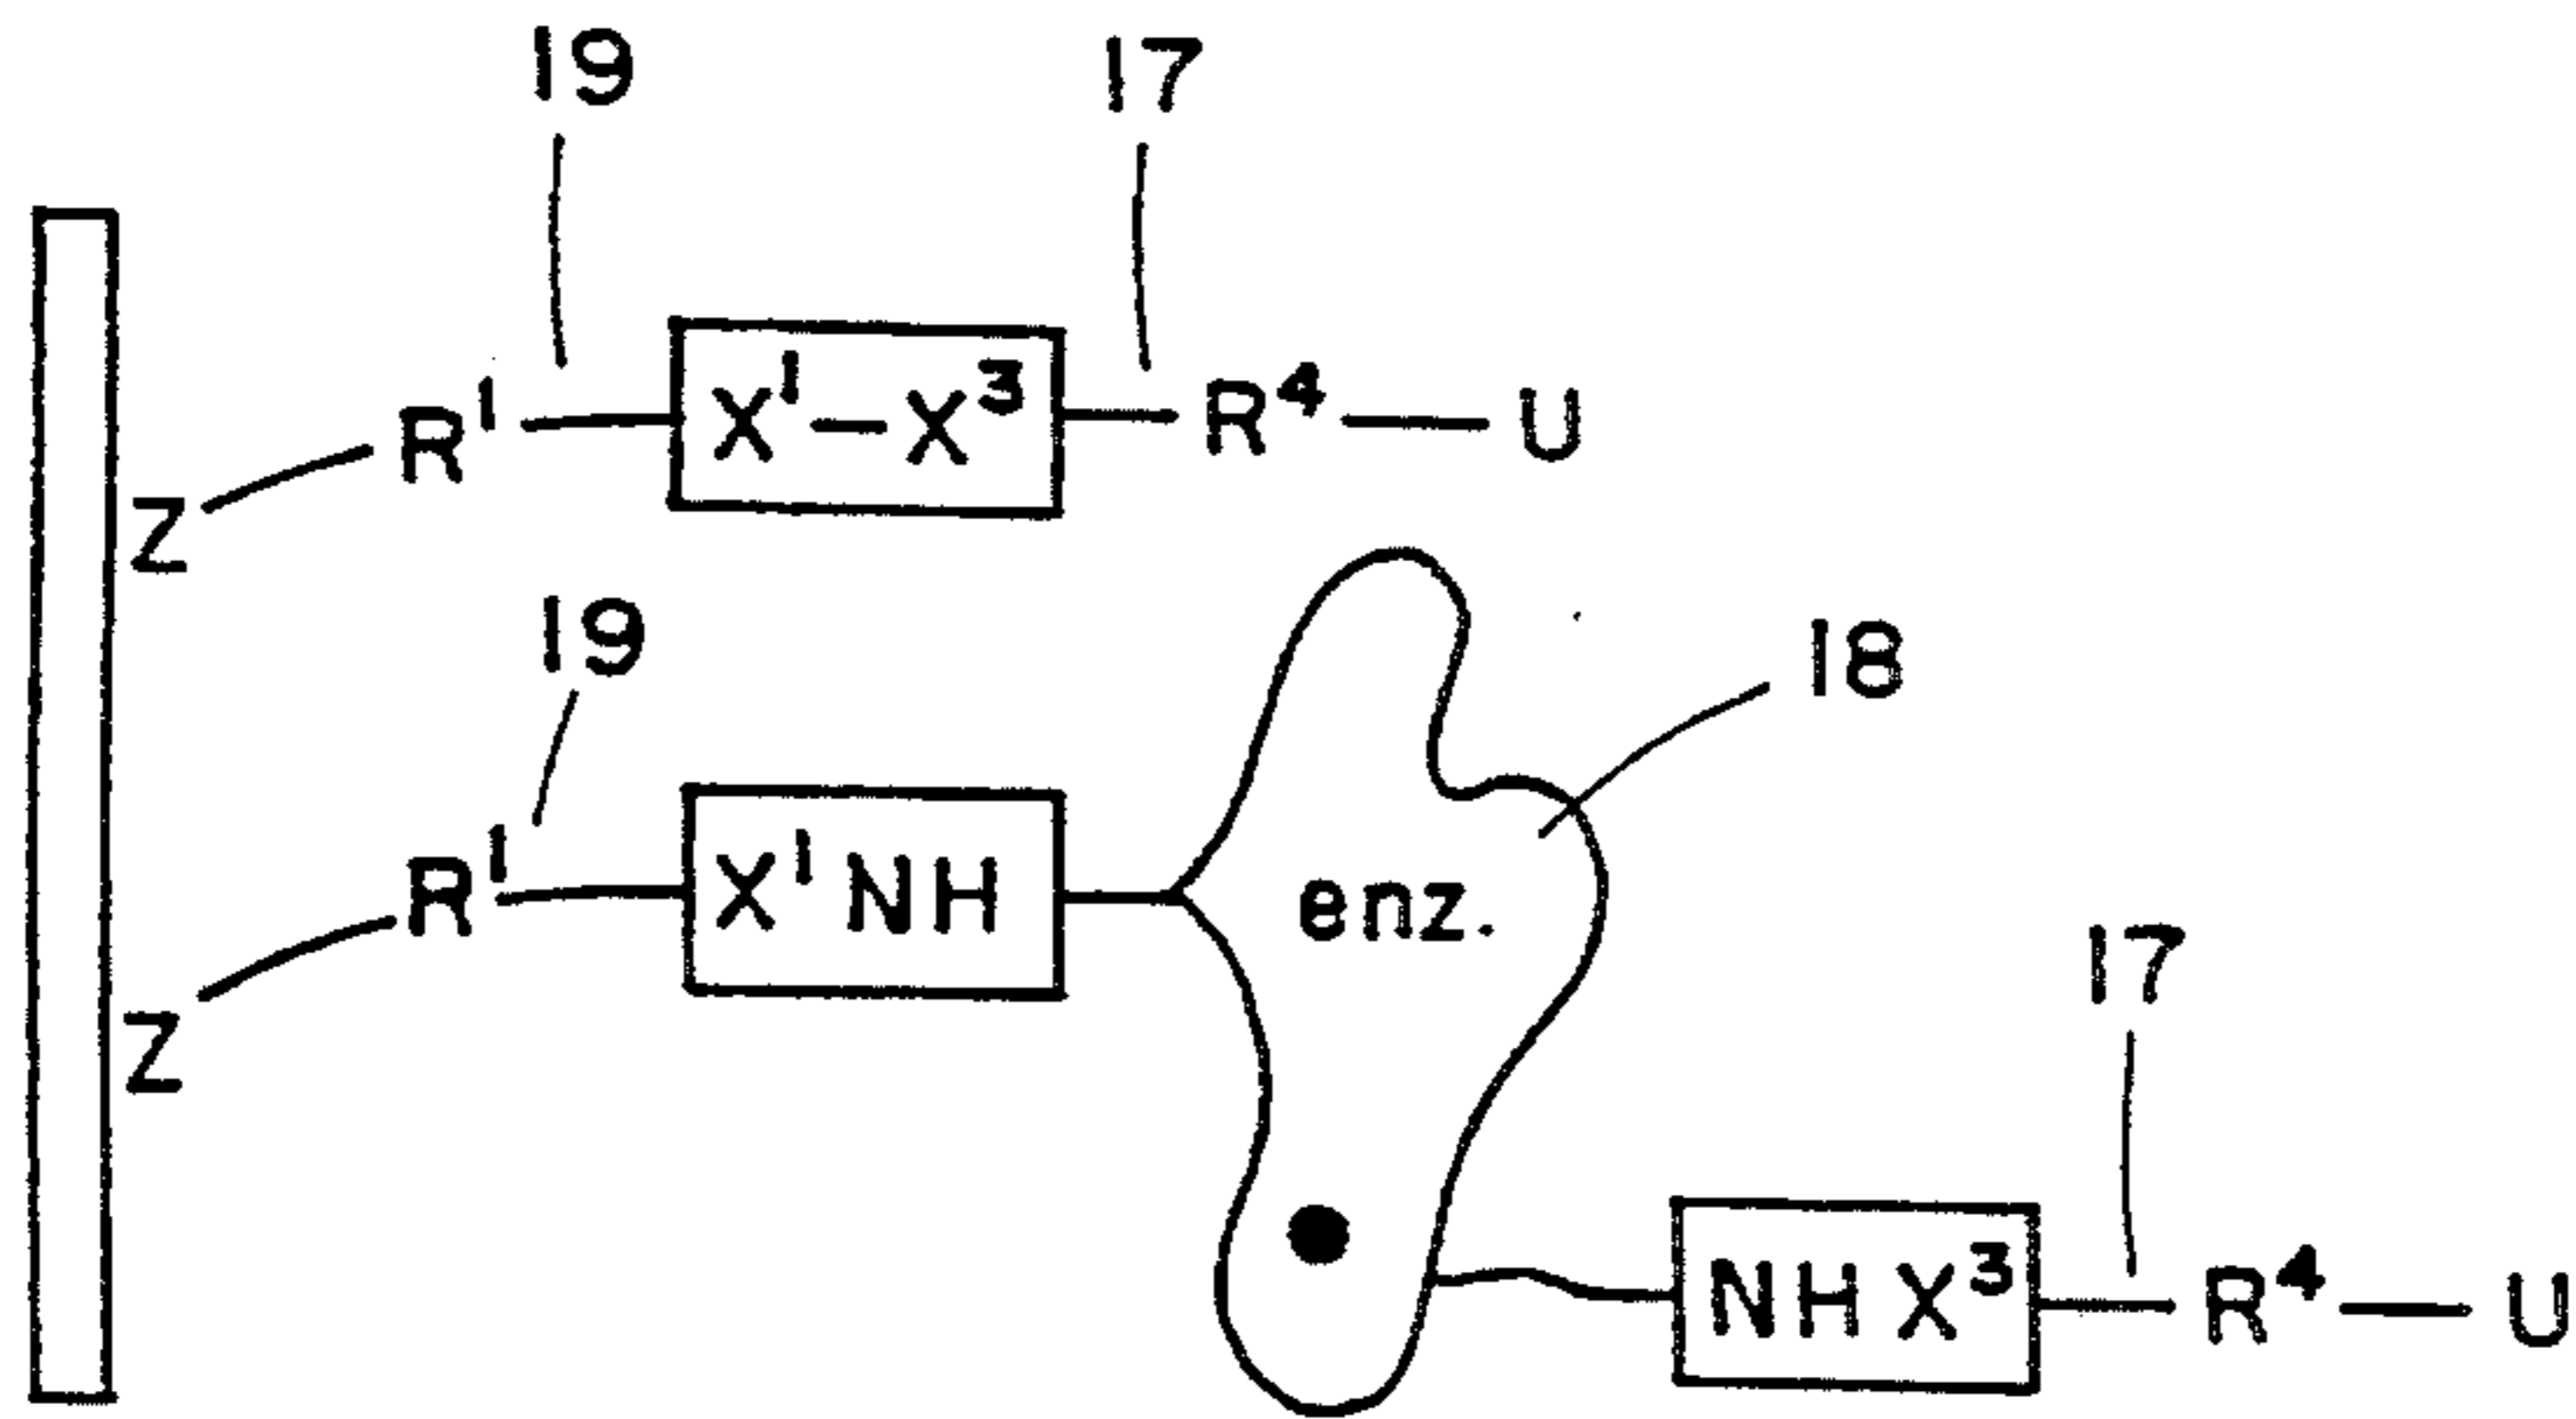 19 17
Z — R¹ — X¹—X³ — R⁴ — U
19 18
Z — R¹ — X¹NH — enz.
17
NHX³ — R⁴ — U